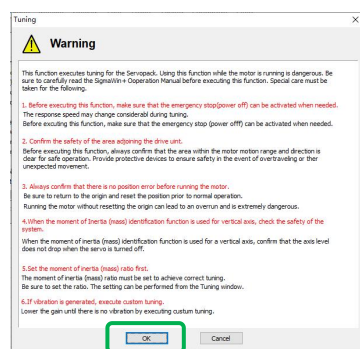 Tuning
Warning
This function executes tuning for the Servopack. Using this function while the motor is running is dangerous. Be
sure to carefully read the SigmaWin+ Opoeration Manual before executing this function. Special care must be
taken for the following.
1. Before executing this function, make sure that the emergency stop(power off) can be activated when needed.
The response speed may change considerabl during tuning.
Before excuting this function, make sure that the emergency stop (power offf) can be activated when needed.
2. Confirm the safety of the area adjoining the drive unit.
Before executing this function, always confirm that the area within the motor motion range and direction is
clear for safe operation. Provide protective devices to ensure safety in the event of overtraveling or ther
unexpected movement.
3. Always confirm that there is no position error before running the motor.
Be sure to return to the origin and reset the position prior to normal operation.
Running the motor without resetting the origin can lead to an overrun and is extremely dangerous.
4.When the moment of Inertia (mass) identification function is used for vertical axis, check the safety of the
system.
When the moment of inertia (mass) identification function is used for a vertical axis, confirm that the axis level
does not drop when the servo is turned off.
5.Set the moment of inertia (mass) ratio first.
The moment of inertia (mass) ratio must be set to achieve correct tuning.
Be sure to set the ratio. The setting can be performed from the Tuning window.
6.If vibration is generated, execute custom tuning.
Lower the gain until there is no vibration by executing custum tuning.
OK
Cancel